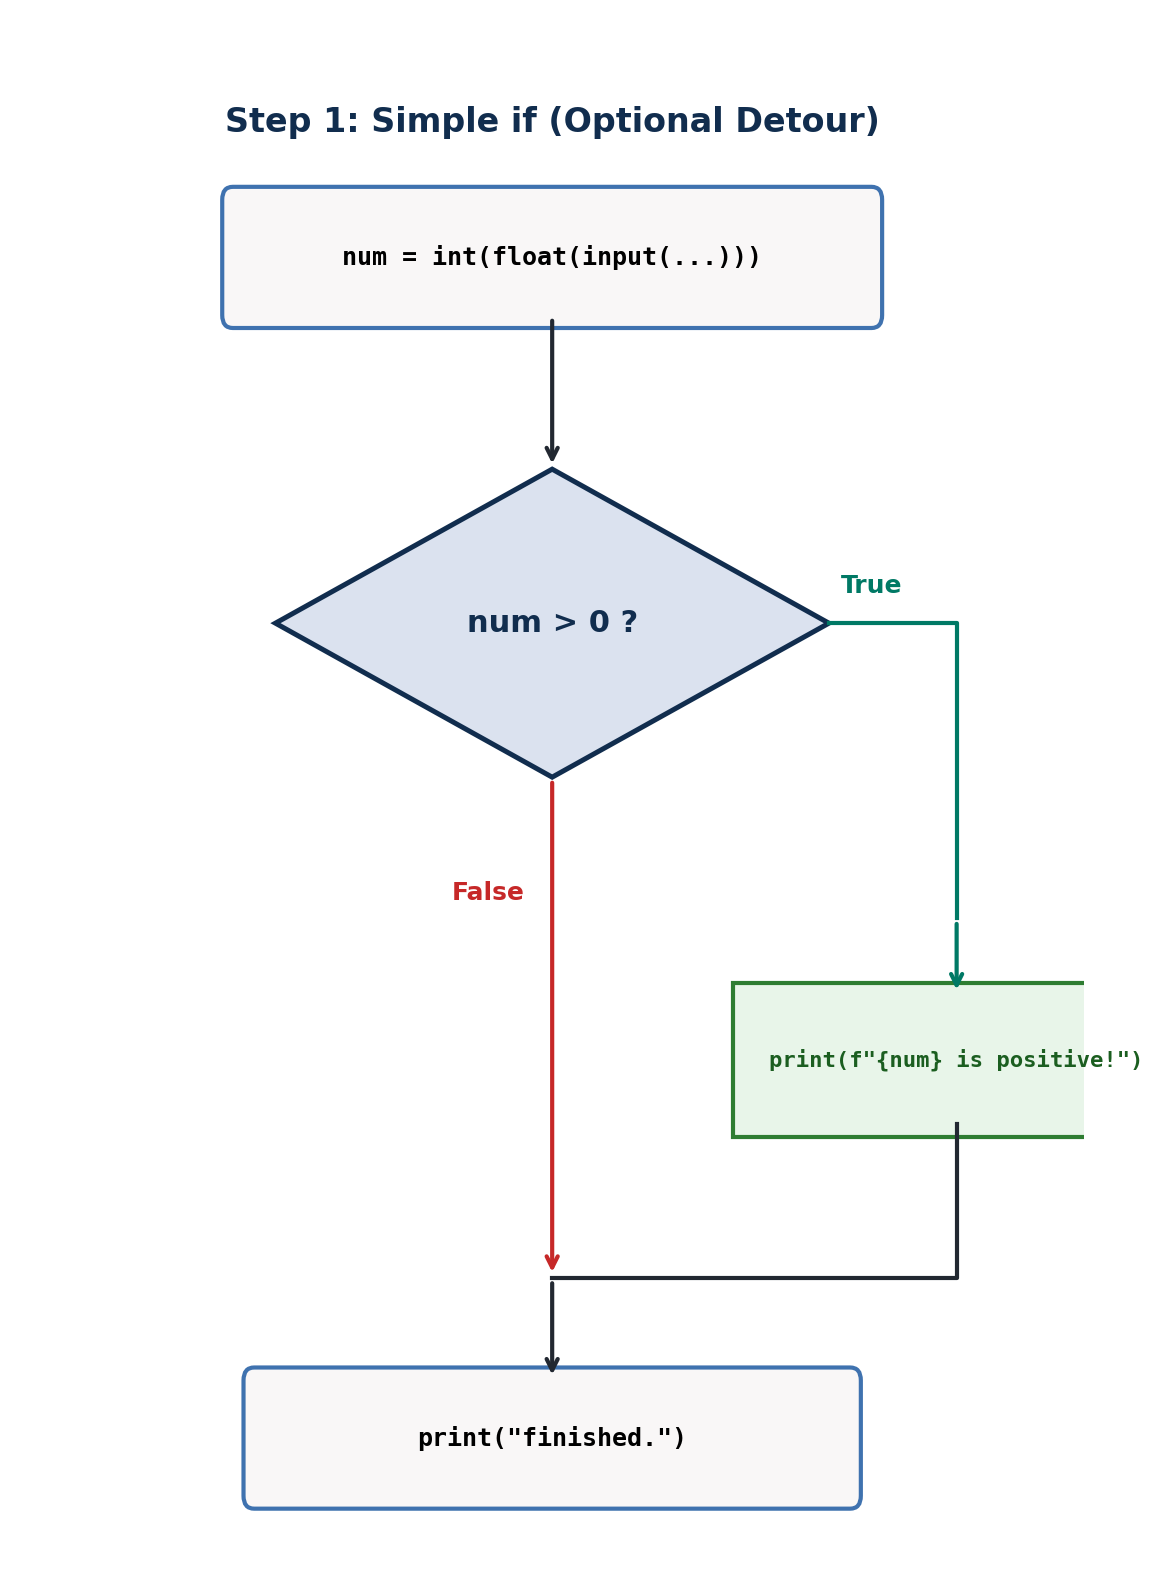 Step 1: Simple if (Optional Detour)
num = int(float(input(...)))
num > 0 ?
True
False
print(f"{num} is positive!")
print("finished.")